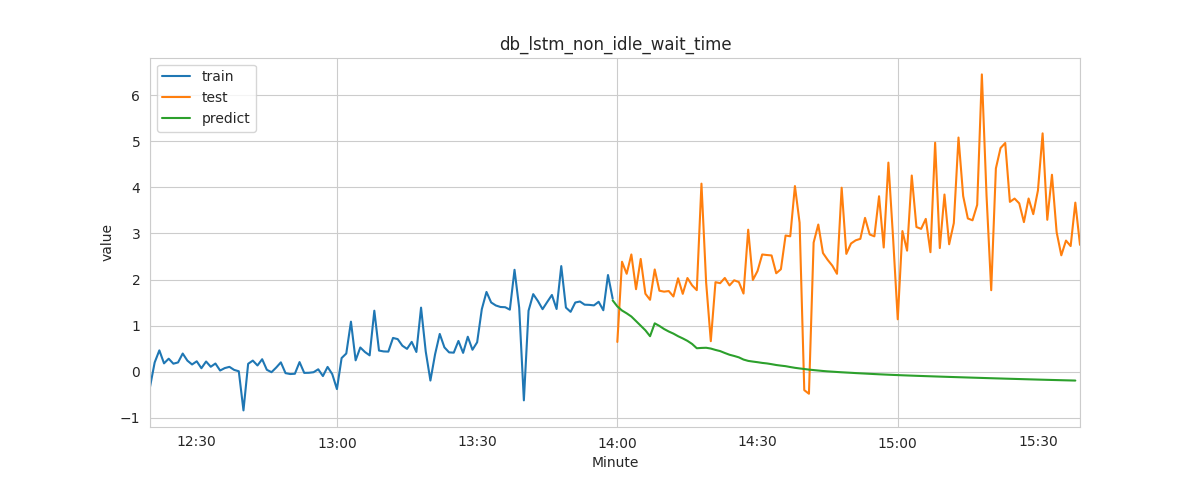 db_lstm_non_idle_wait_time
train
test
predict
value
6
5
4
3
2
1
0
−1
12:30
13:00
13:30
14:00
14:30
15:00
15:30
Minute